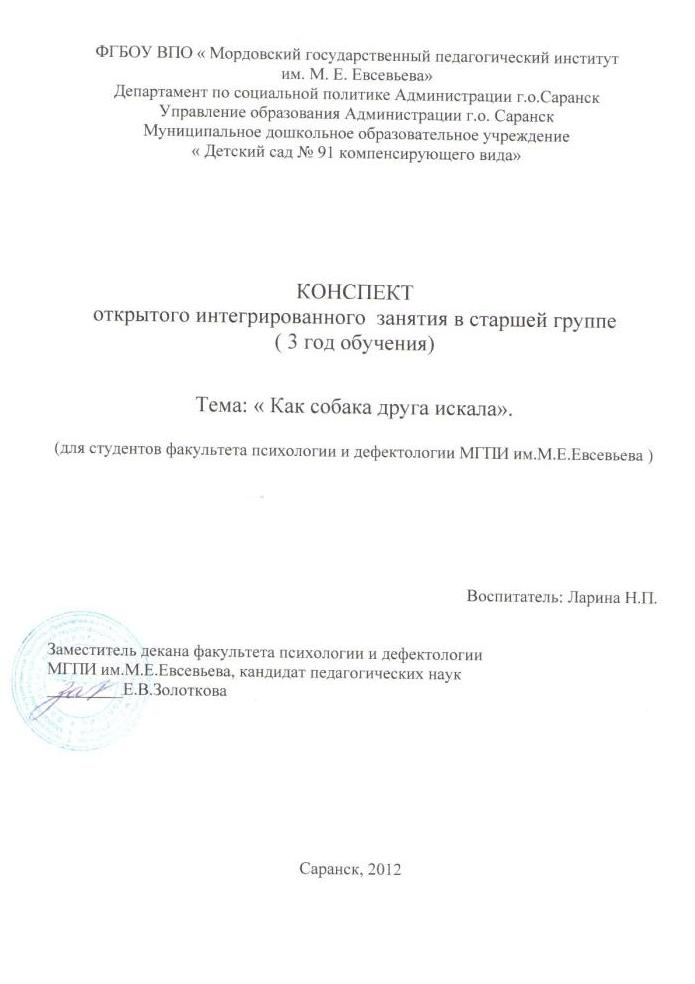 ФГБОУ ВПО « Мордовский государственный педагогический институт
им. М. Е. Евсевьева»
Департамент по социальной политике Администрации г.о.Саранск
Управление образования Администрации г.о. Саранск
Муниципальное дошкольное образовательное учреждение
« Детский сад № 91 компенсирующего вида»
КОНСПЕКТ
открытого интегрированного занятия в старшей группе
( 3 год обучения)
Тема: « Как собака друга искала».
(для студентов факультета психологии и дефектологии МГПИ им.М.Е.Евсевьева )
Воспитатель: Ларина Н.П.
Заместитель декана факультета психологии и дефектологии
МГПИ им.М.Е.Евсевьева, кандидат педагогических наук
_________Е.В.Золоткова
Саранск, 2012